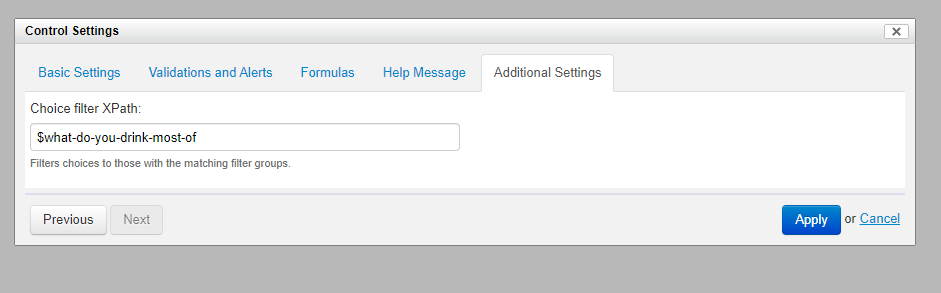 Control Settings
Basic Settings Validations and Alerts Formulas Help Message Additional Settings
Choice filter XPath:
$what-do-you-drink-most-of
Filters choices to those with the matching filter groups.
Previous Next Apply or Cancel